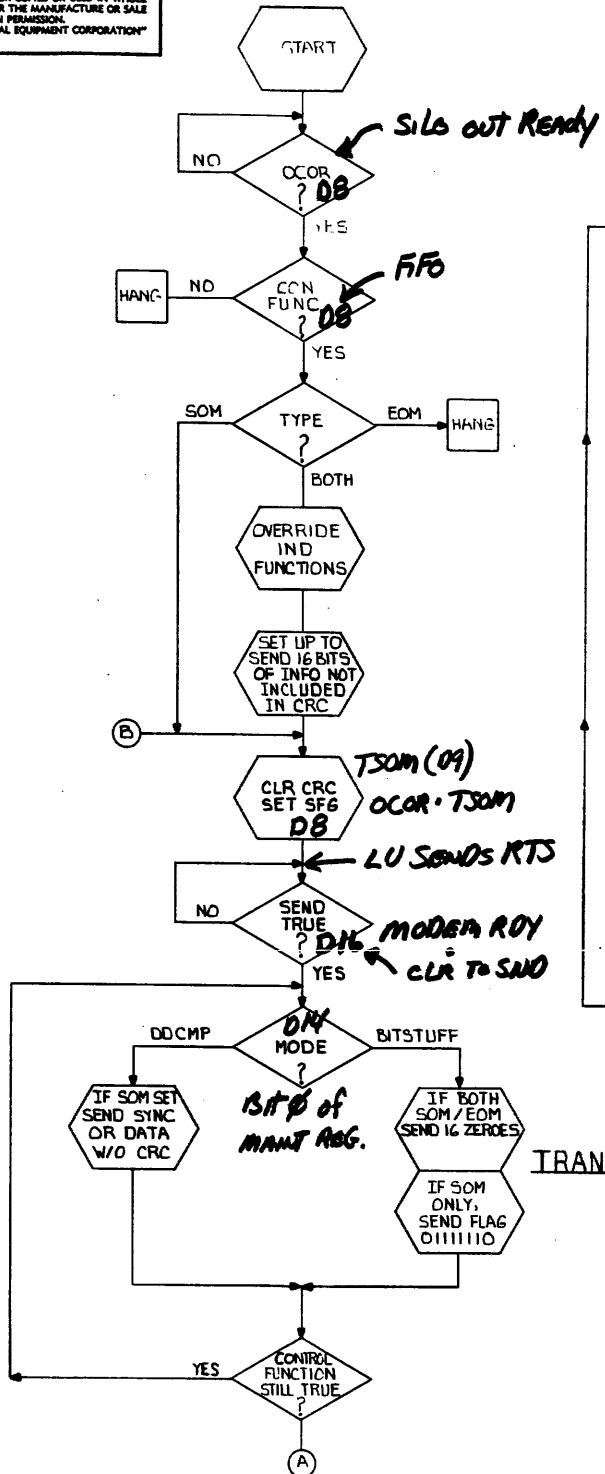 OR THE MANUFACTURE OR SALE
N PERMISSION.
AL EQUIPMENT CORPORATION"
START
SILO OUT READY
NO
OCOR
? D8
YES
FIFO
HANG
NO
CON
FUNC
? D8
YES
SOM
TYPE
?
EOM
HANG
BOTH
OVERRIDE
IND
FUNCTIONS
SET UP TO
SEND 16 BITS
OF INFO NOT
INCLUDED
IN CRC
B
TSOM (D9)
CLR CRC
SET SFG
D8
OCOR · TSOM
LU SENDS RTS
NO
SEND
TRUE
? D16
MODEM RDY
CLR TO SND
YES
DDCMP
D14
MODE
?
BITSTUFF
Bit Ø of
MAINT REG.
IF SOM SET
SEND SYNC
OR DATA
W/O CRC
IF BOTH
SOM/EOM
SEND 16 ZEROES
TRAN
IF SOM
ONLY,
SEND FLAG
01111110
YES
CONTROL
FUNCTION
STILL TRUE
?
A